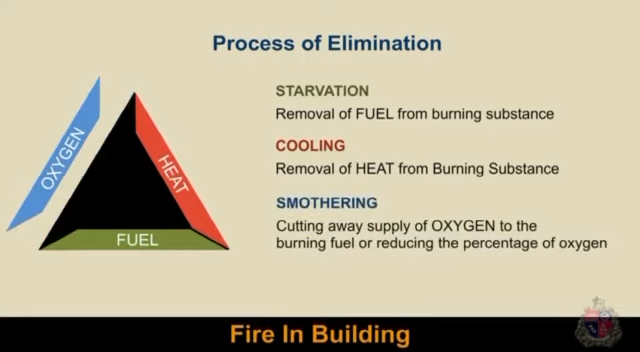 Process of Elimination
OXYGEN
HEAT
FUEL
STARVATION
Removal of FUEL from burning substance
COOLING
Removal of HEAT from Burning Substance
SMOTHERING
Cutting away supply of OXYGEN to the
burning fuel or reducing the percentage of oxygen
Fire In Building